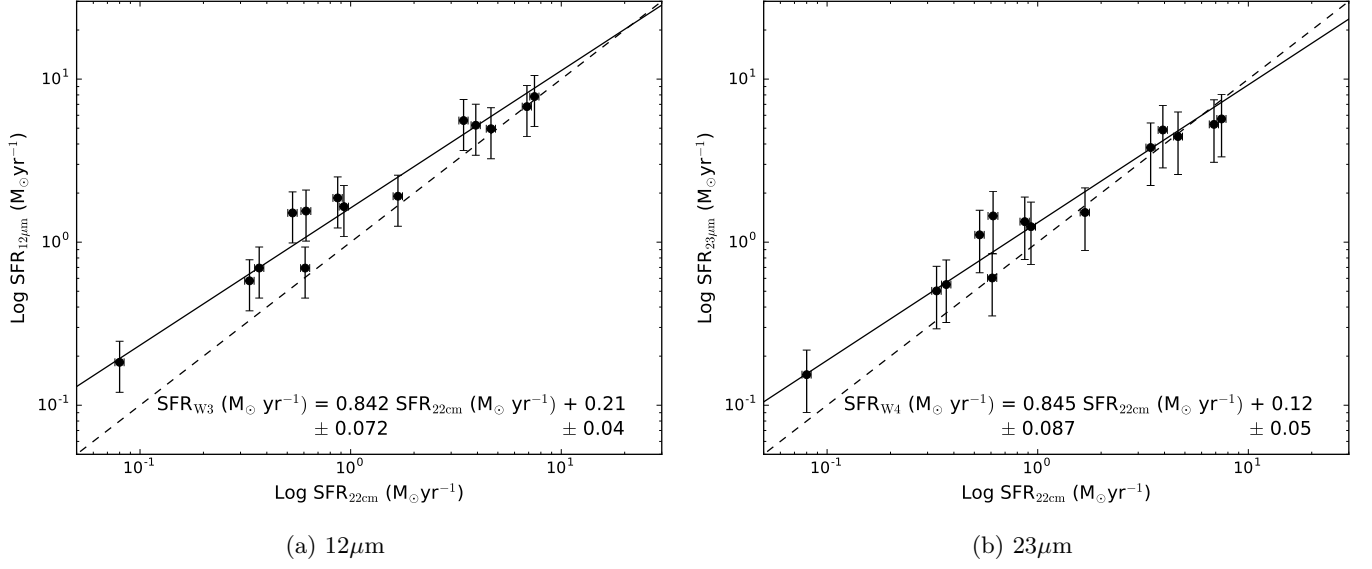 Log SFR₁₂μm (M☉yr⁻¹)
10¹
10⁰
10⁻¹
SFR_W3 (M☉ yr⁻¹) = 0.842 SFR₂₂cm (M☉ yr⁻¹) + 0.21
± 0.072 ± 0.04
10⁻¹ 10⁰ 10¹
Log SFR₂₂cm (M☉yr⁻¹)
(a) 12μm
Log SFR₂₃μm (M☉yr⁻¹)
10¹
10⁰
10⁻¹
SFR_W4 (M☉ yr⁻¹) = 0.845 SFR₂₂cm (M☉ yr⁻¹) + 0.12
± 0.087 ± 0.05
10⁻¹ 10⁰ 10¹
Log SFR₂₂cm (M☉yr⁻¹)
(b) 23μm